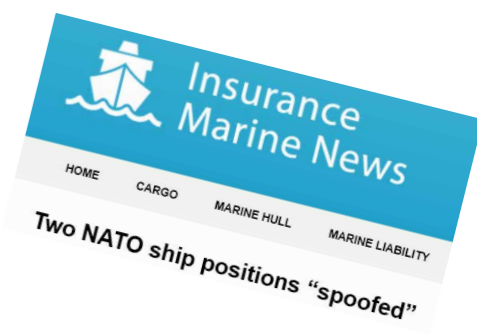 Insurance
Marine News
HOME CARGO MARINE HULL MARINE LIABILITY
Two NATO ship positions “spoofed”